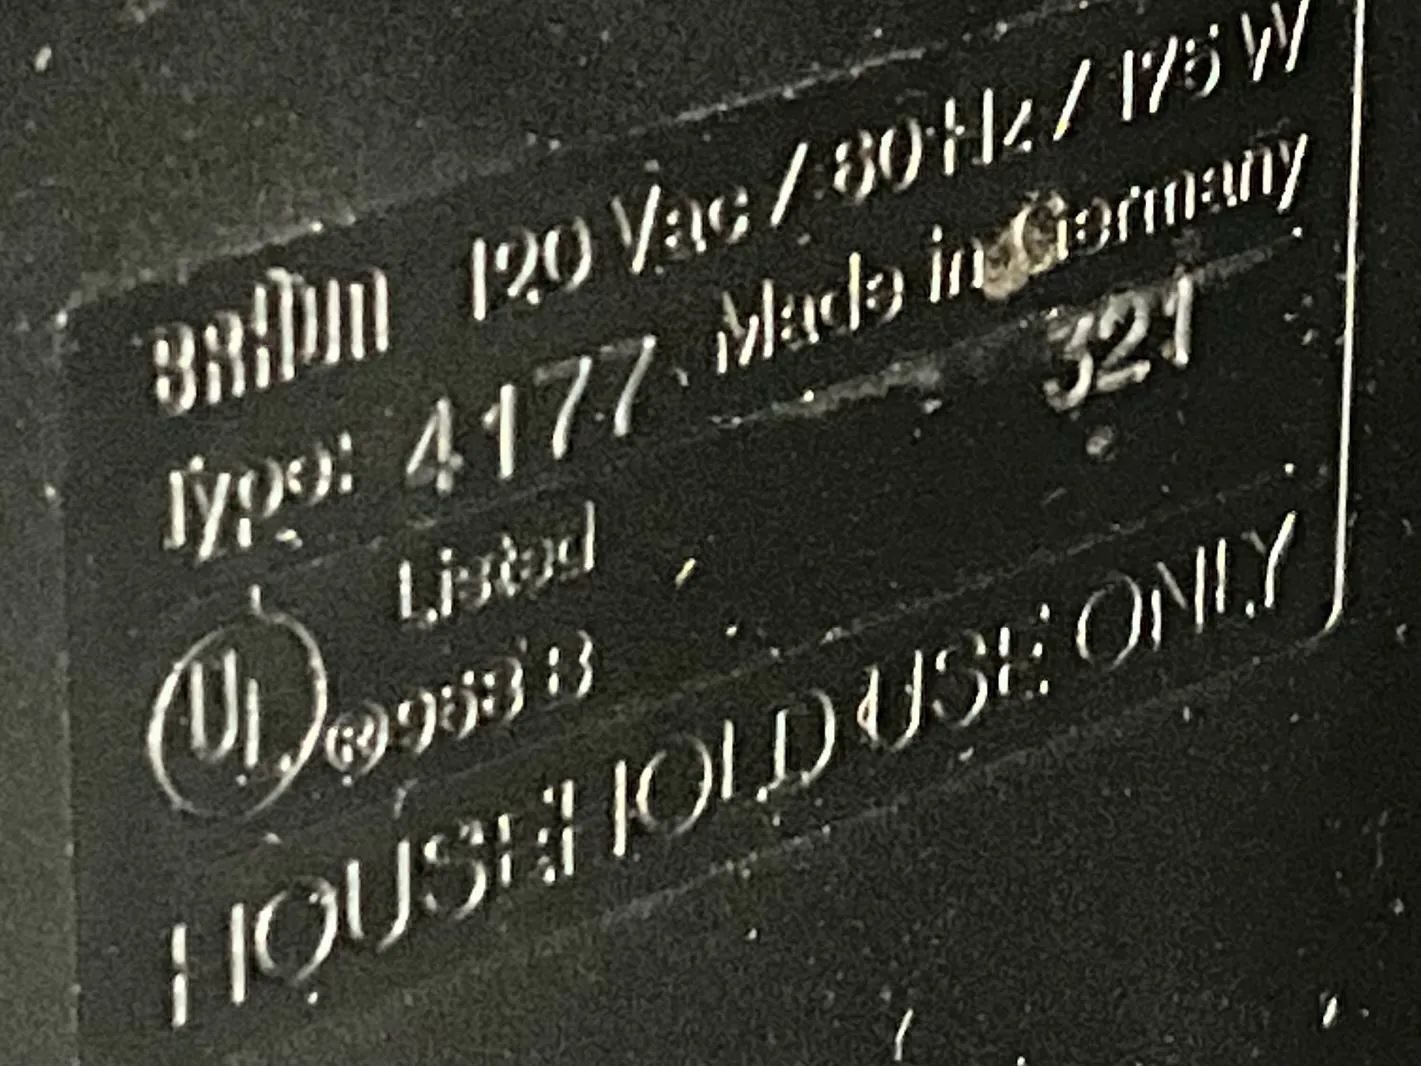 BRAUN 120 Vac / 60 Hz / 175 W
Type: 4177 Made in Germany
321
Listed
UL
HOUSEHOLD USE ONLY